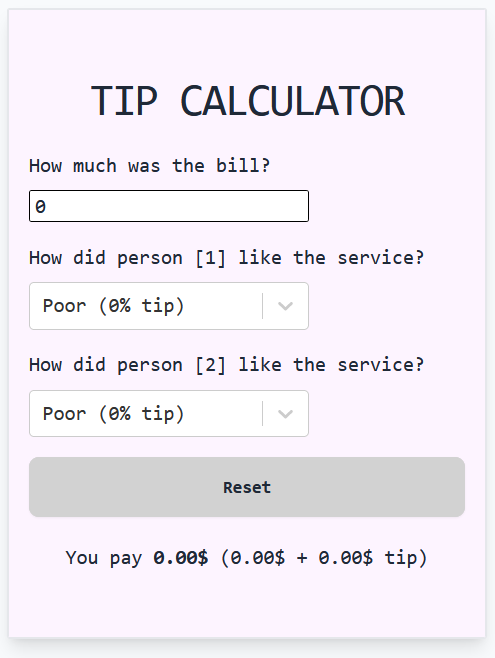 TIP CALCULATOR
How much was the bill?
0
How did person [1] like the service?
Poor (0% tip)
How did person [2] like the service?
Poor (0% tip)
Reset
You pay 0.00$ (0.00$ + 0.00$ tip)